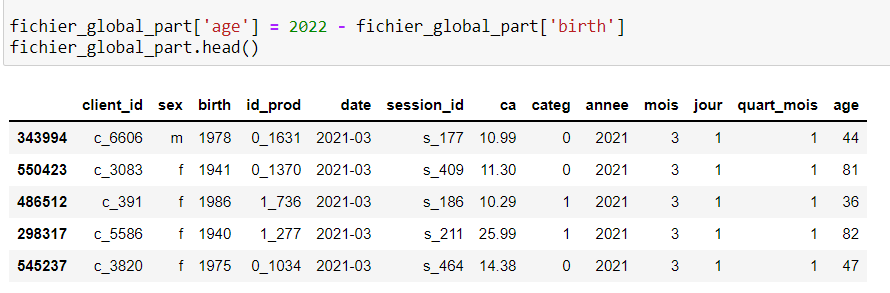 fichier_global_part['age'] = 2022 - fichier_global_part['birth']
fichier_global_part.head()
client_id sex birth id_prod date session_id ca categ annee mois jour quart_mois age
343994 c_6606 m 1978 0_1631 2021-03 s_177 10.99 0 2021 3 1 1 44
550423 c_3083 f 1941 0_1370 2021-03 s_409 11.30 0 2021 3 1 1 81
486512 c_391 f 1986 1_736 2021-03 s_186 10.29 1 2021 3 1 1 36
298317 c_5586 f 1940 1_277 2021-03 s_211 25.99 1 2021 3 1 1 82
545237 c_3820 f 1975 0_1034 2021-03 s_464 14.38 0 2021 3 1 1 47